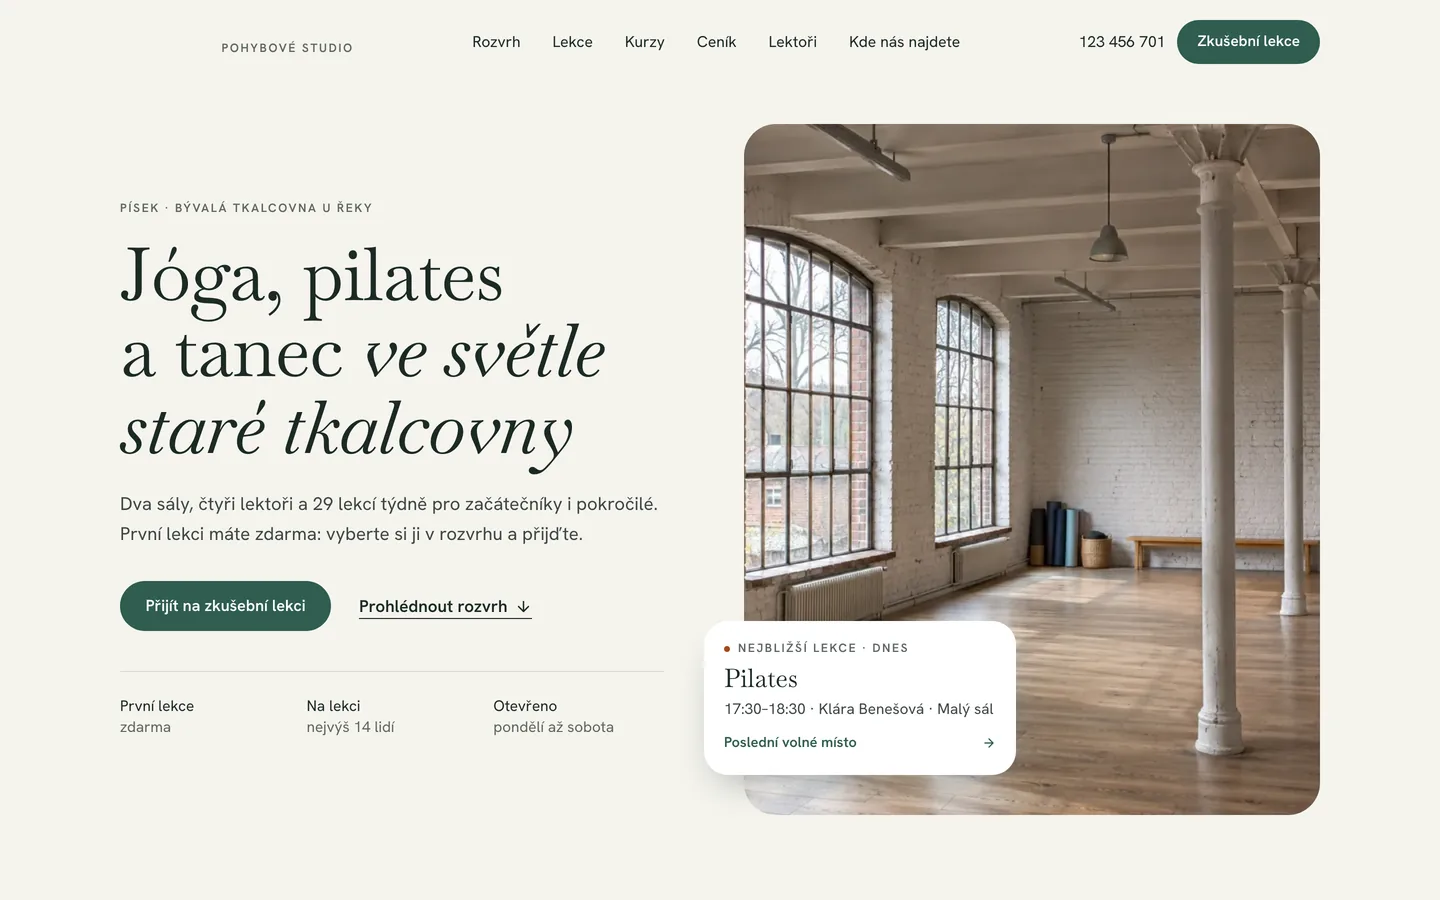 POHYBOVÉ STUDIO
Rozvrh
Lekce
Kurzy
Ceník
Lektoři
Kde nás najdete
123 456 701
Zkušební lekce
PÍSEK · BÝVALÁ TKALCOVNA U ŘEKY
Jóga, pilates
a tanec ve světle
staré tkalcovny
Dva sály, čtyři lektoři a 29 lekcí týdně pro začátečníky i pokročilé.
První lekci máte zdarma: vyberte si ji v rozvrhu a přijďte.
Přijít na zkušební lekci
Prohlédnout rozvrh ↓
První lekce
zdarma
Na lekci
nejvýš 14 lidí
Otevřeno
pondělí až sobota
NEJBLIŽŠÍ LEKCE · DNES
Pilates
17:30–18:30 · Klára Benešová · Malý sál
Poslední volné místo →